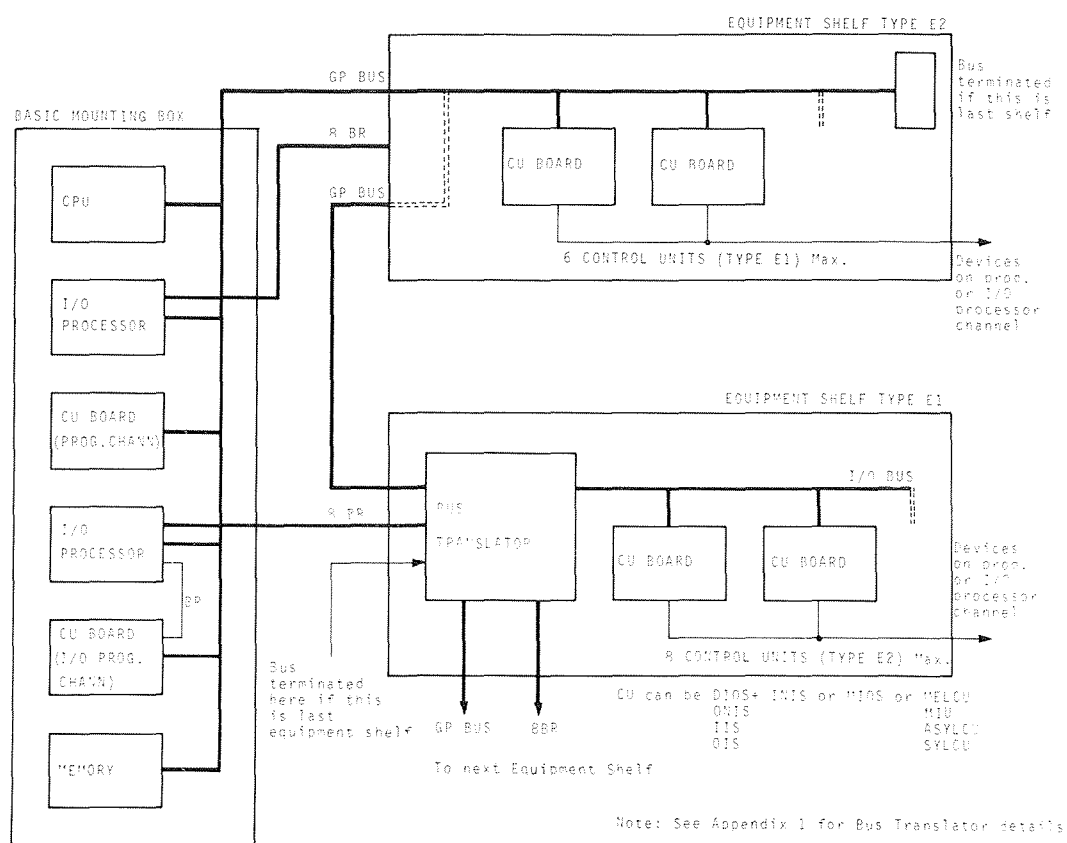 EQUIPMENT SHELF TYPE E2
GP BUS
Bus
terminated
if this is
last shelf
BASIC MOUNTING BOX
8 BR
CU BOARD
CU BOARD
GP BUS
CPU
6 CONTROL UNITS (TYPE E1) Max.
Devices
on prog.
or I/O
processor
channel
I/O
PROCESSOR
EQUIPMENT SHELF TYPE E1
CU BOARD
(PROG.CHANN)
I/O BUS
8 BR
BUS
TRANSLATOR
I/O
PROCESSOR
CU BOARD
CU BOARD
Devices
on prog.
or I/O
processor
channel
BR
CU BOARD
(I/O PROG.
CHANN)
8 CONTROL UNITS (TYPE E2) Max.
Bus
terminated
here if this
is last
equipment shelf
GP BUS
8BR
CU can be DIOS+ INIS or MIOS or MELCU
ONIS MIU
IIS ASYLCU
OIS SYLCU
MEMORY
To next Equipment Shelf
Note: See Appendix 1 for Bus Translator details